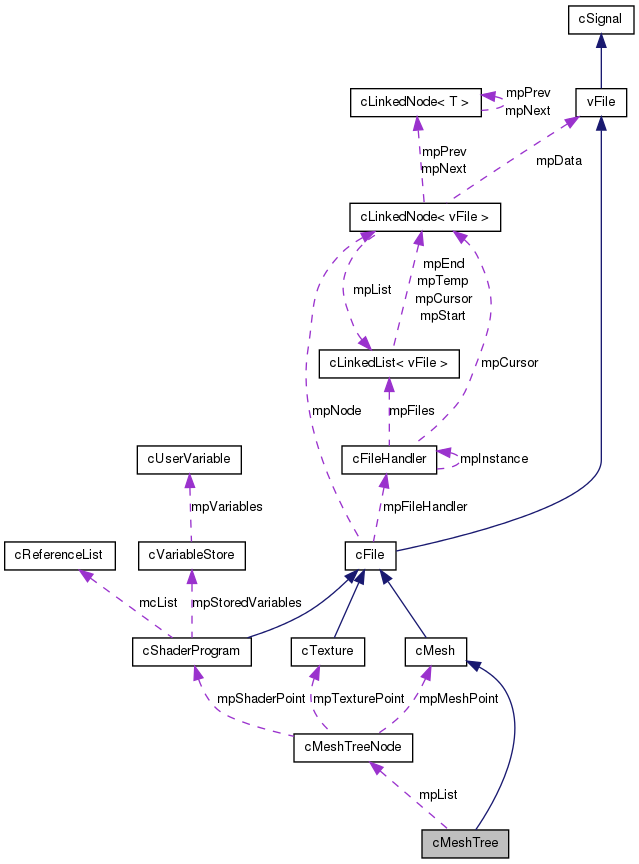 cSignal
mpPrev
cLinkedNode< T >
vFile
mpNext
mpPrev
mpData
mpNext
cLinkedNode< vFile >
mpEnd
mpTemp
mpList
mpCursor
mpStart
cLinkedList< vFile >
mpCursor
mpNode
mpFiles
cUserVariable
cFileHandler
mpInstance
mpVariables
mpFileHandler
cReferenceList
cVariableStore
cFile
mcList
mpStoredVariables
cShaderProgram
cTexture
cMesh
mpShaderPoint
mpTexturePoint
mpMeshPoint
cMeshTreeNode
mpList
cMeshTree